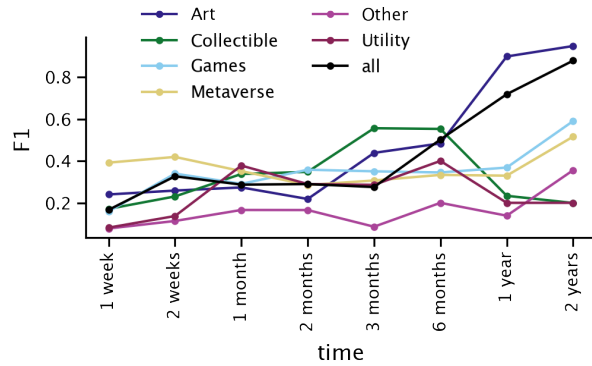 Art
Collectible
Games
Metaverse
Other
Utility
all
F1
0.8
0.6
0.4
0.2
1 week
2 weeks
1 month
2 months
3 months
6 months
1 year
2 years
time